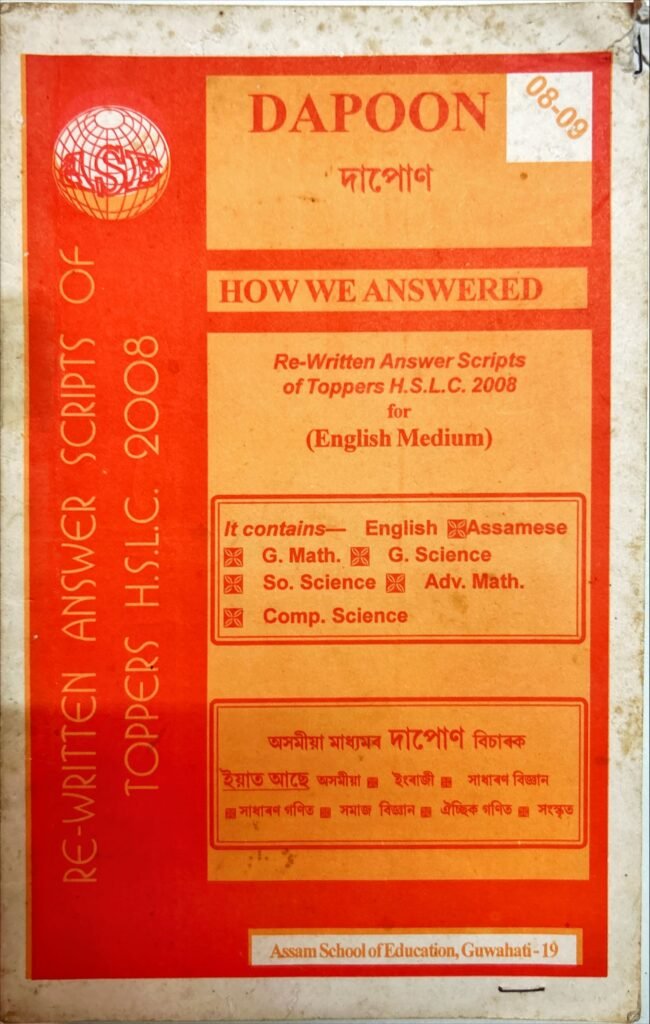 08-09
DAPOON
দাপোণ
ASE
HOW WE ANSWERED
Re-Written Answer Scripts
of Toppers H.S.L.C. 2008
for
(English Medium)
It contains— English Assamese
G. Math. G. Science
So. Science Adv. Math.
Comp. Science
অসমীয়া মাধ্যমৰ দাপোণ বিচাৰক
ইয়াত আছে অসমীয়া ইংৰাজী সাধাৰণ বিজ্ঞান
সাধাৰণ গণিত সমাজ বিজ্ঞান ঐচ্ছিক গণিত সংস্কৃত
Assam School of Education, Guwahati - 19
RE-WRITTEN ANSWER SCRIPTS OF
TOPPERS H.S.L.C. 2008